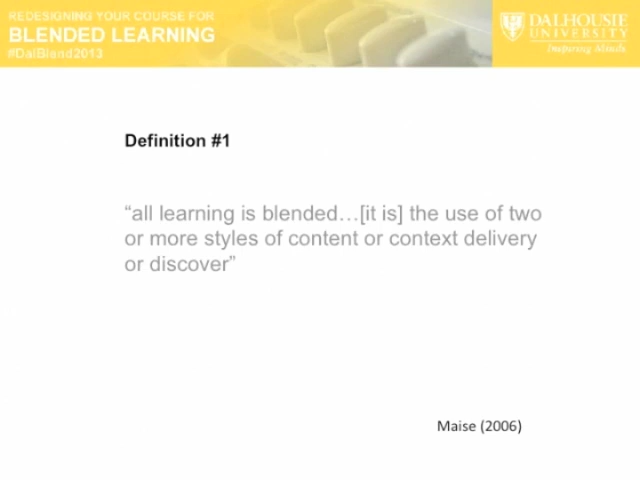 REDESIGNING YOUR COURSE FOR
BLENDED LEARNING
#DalBlend2013
DALHOUSIE
UNIVERSITY
Inspiring Minds
Definition #1
“all learning is blended…[it is] the use of two
or more styles of content or context delivery
or discover”
Maise (2006)